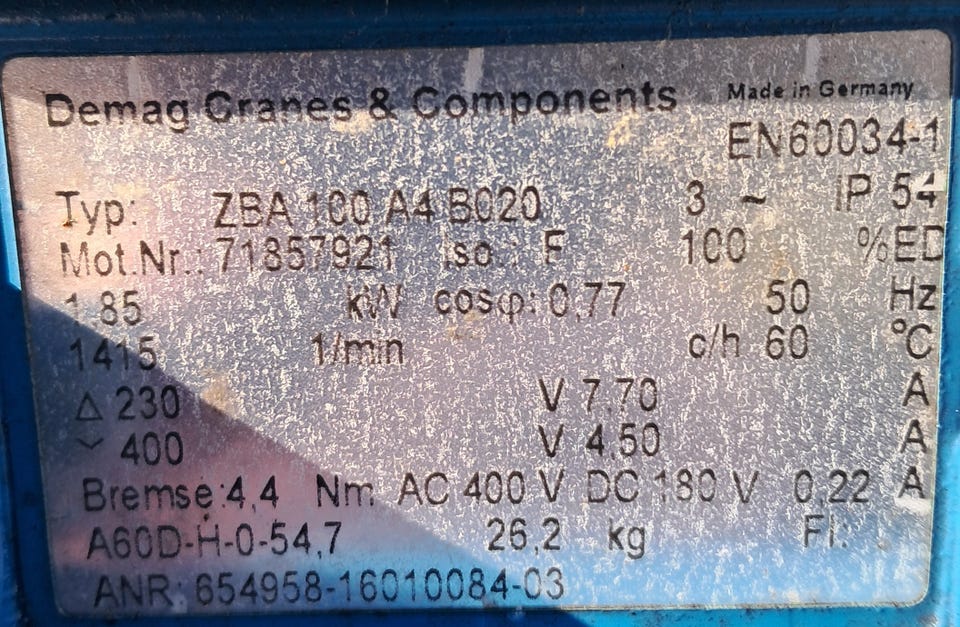 Demag Cranes & Components Made in Germany
EN60034-1
Typ: ZBA 100 A4 B020 3 ~ IP 54
Mot.Nr.: 71857921 Iso.: F 100 %ED
1,85 kW cosφ: 0,77 50 Hz
1415 1/min c/h 60 °C
Δ 230 V 7.70 A
400 V 4.50 A
Bremse: 4,4 Nm AC 400 V DC 180 V 0,22 A
A60D-H-0-54,7 26,2 kg FI.:
ANR: 654958-16010084-03